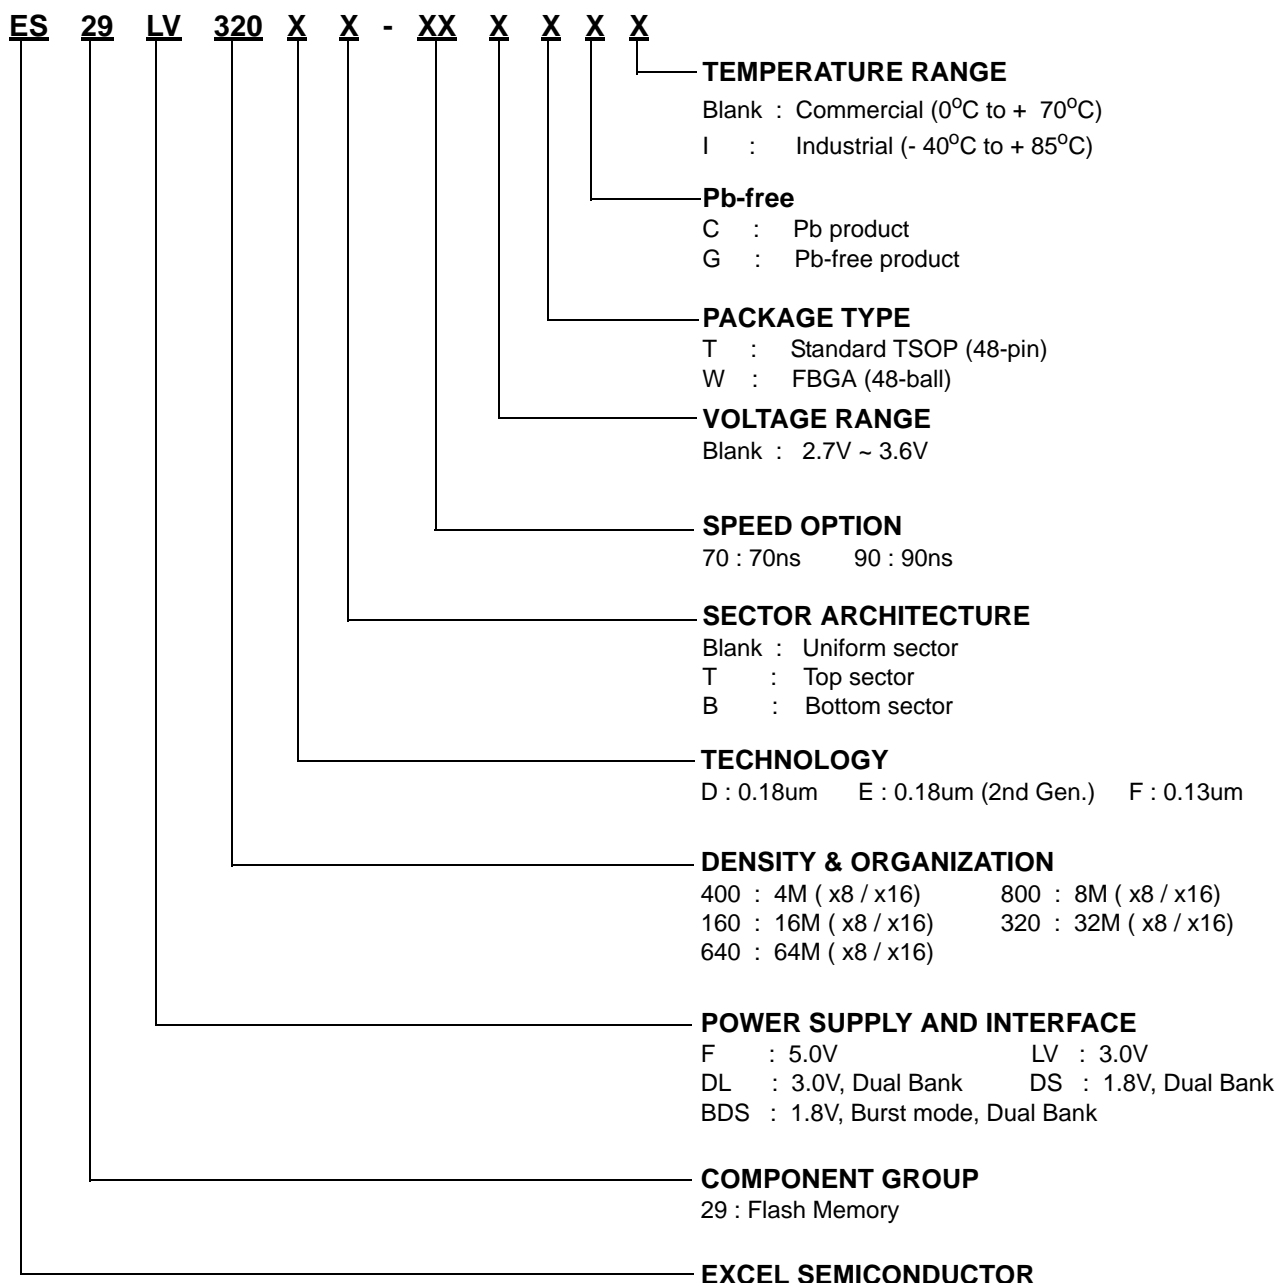 ES 29 LV 320 X X - XX X X X X
TEMPERATURE RANGE
Blank : Commercial (0°C to + 70°C)
I : Industrial (- 40°C to + 85°C)
Pb-free
C : Pb product
G : Pb-free product
PACKAGE TYPE
T : Standard TSOP (48-pin)
W : FBGA (48-ball)
VOLTAGE RANGE
Blank : 2.7V ~ 3.6V
SPEED OPTION
70 : 70ns 90 : 90ns
SECTOR ARCHITECTURE
Blank : Uniform sector
T : Top sector
B : Bottom sector
TECHNOLOGY
D : 0.18um E : 0.18um (2nd Gen.) F : 0.13um
DENSITY & ORGANIZATION
400 : 4M ( x8 / x16) 800 : 8M ( x8 / x16)
160 : 16M ( x8 / x16) 320 : 32M ( x8 / x16)
640 : 64M ( x8 / x16)
POWER SUPPLY AND INTERFACE
F : 5.0V LV : 3.0V
DL : 3.0V, Dual Bank DS : 1.8V, Dual Bank
BDS : 1.8V, Burst mode, Dual Bank
COMPONENT GROUP
29 : Flash Memory
EXCEL SEMICONDUCTOR